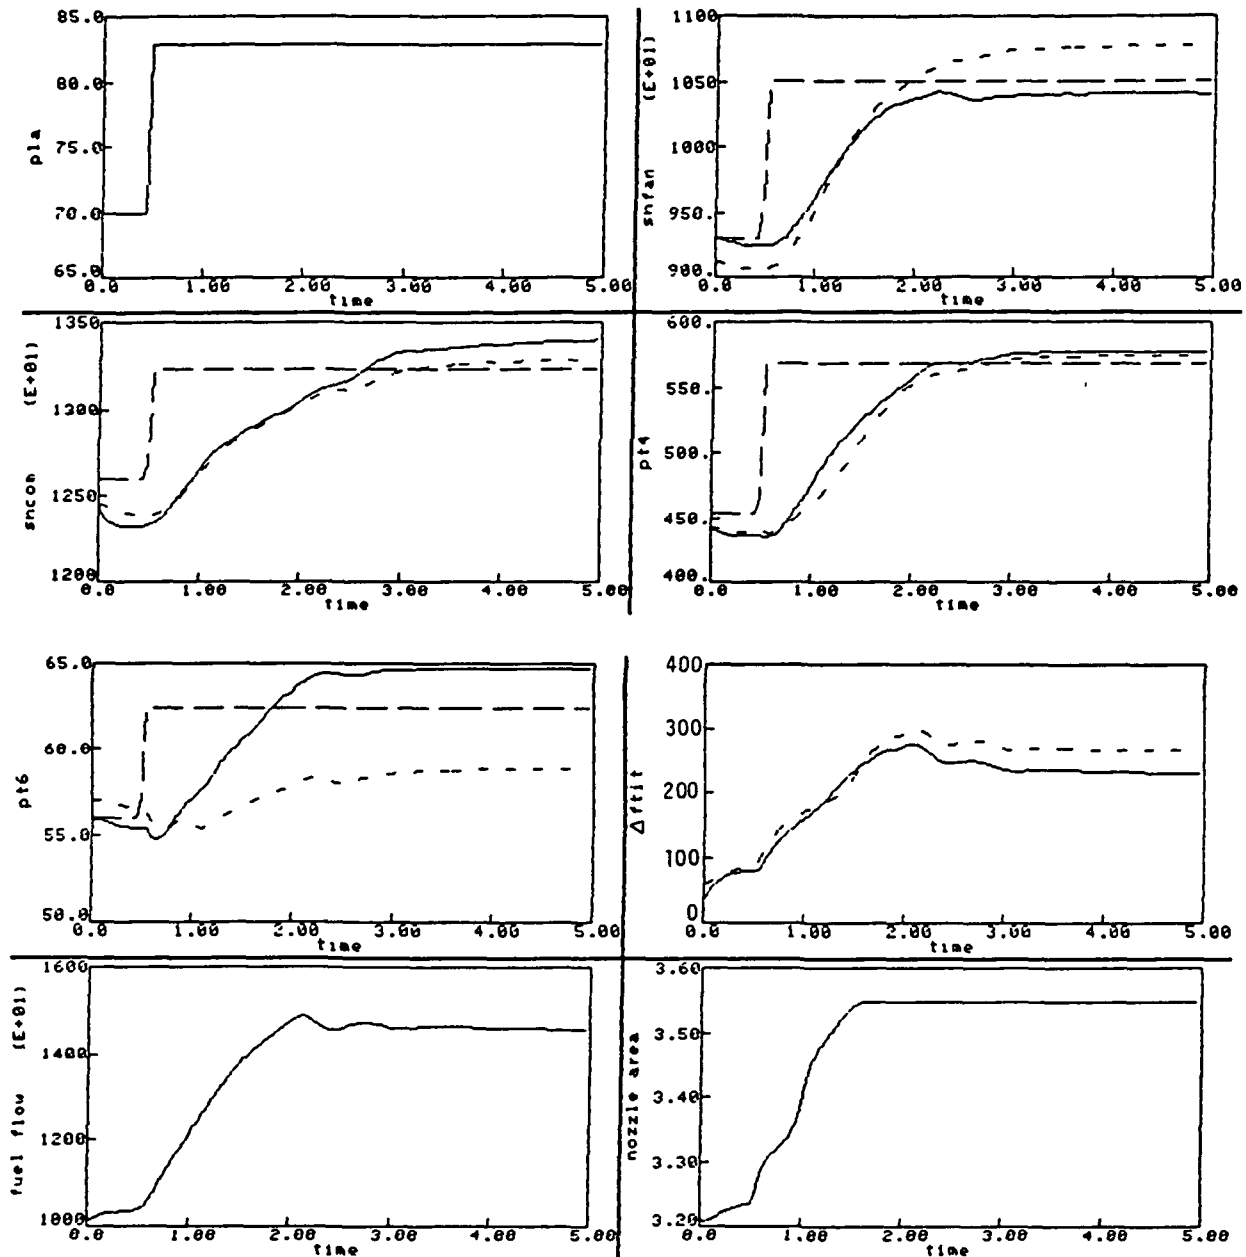 85.0
80.0
75.0
70.0
65.0
pla
0.0 1.00 2.00 3.00 4.00 5.00
time
1100
1050
1000
950.
900.
snfan (E+01)
0.0 1.00 2.00 3.00 4.00 5.00
time
1350
1300
1250
1200
sncom (E+01)
0.0 1.00 2.00 3.00 4.00 5.00
time
600.
550.
500.
450.
400.
pt4
0.0 1.00 2.00 3.00 4.00 5.00
time
65.0
60.0
55.0
50.0
pt6
0.0 1.00 2.00 3.00 4.00 5.00
time
400
300
200
100
0
Δftit
0.0 1.00 2.00 3.00 4.00 5.00
time
1600
1400
1200
1000
fuel flow (E+01)
0.0 1.00 2.00 3.00 4.00 5.00
time
3.60
3.50
3.40
3.30
3.20
nozzle area
0.0 1.00 2.00 3.00 4.00 5.00
time